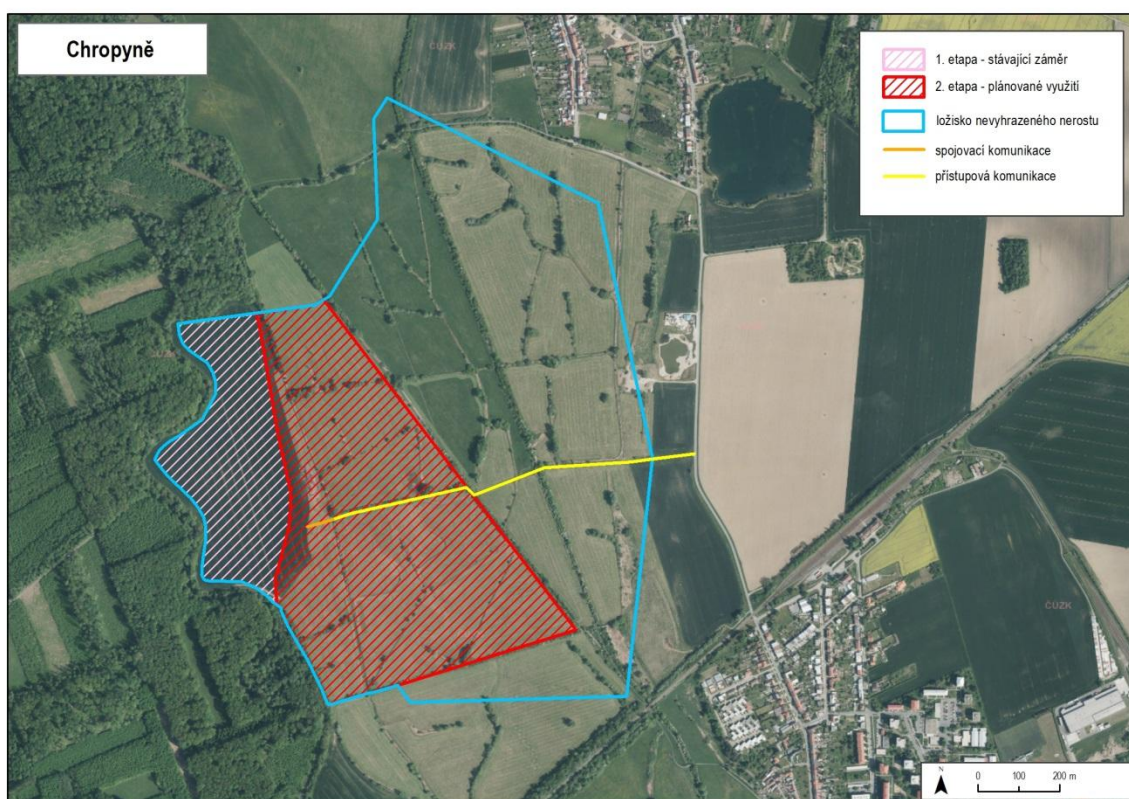 Chropyně
ČÚZK
1. etapa - stávající záměr
2. etapa - plánované využití
ložisko nevyhrazeného nerostu
spojovací komunikace
přístupová komunikace
ČÚZK
N
0 100 200 m